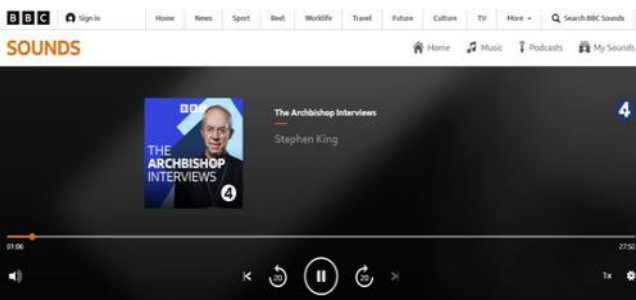 BBC Sign in Home News Sport Reel Worklife Travel Future Culture TV More Search BBC Sounds
SOUNDS Home Music Podcasts My Sounds
BBC
THE
ARCHBISHOP
INTERVIEWS
4
The Archbishop Interviews
Stephen King
4
01:06 27:52
20 20 1x